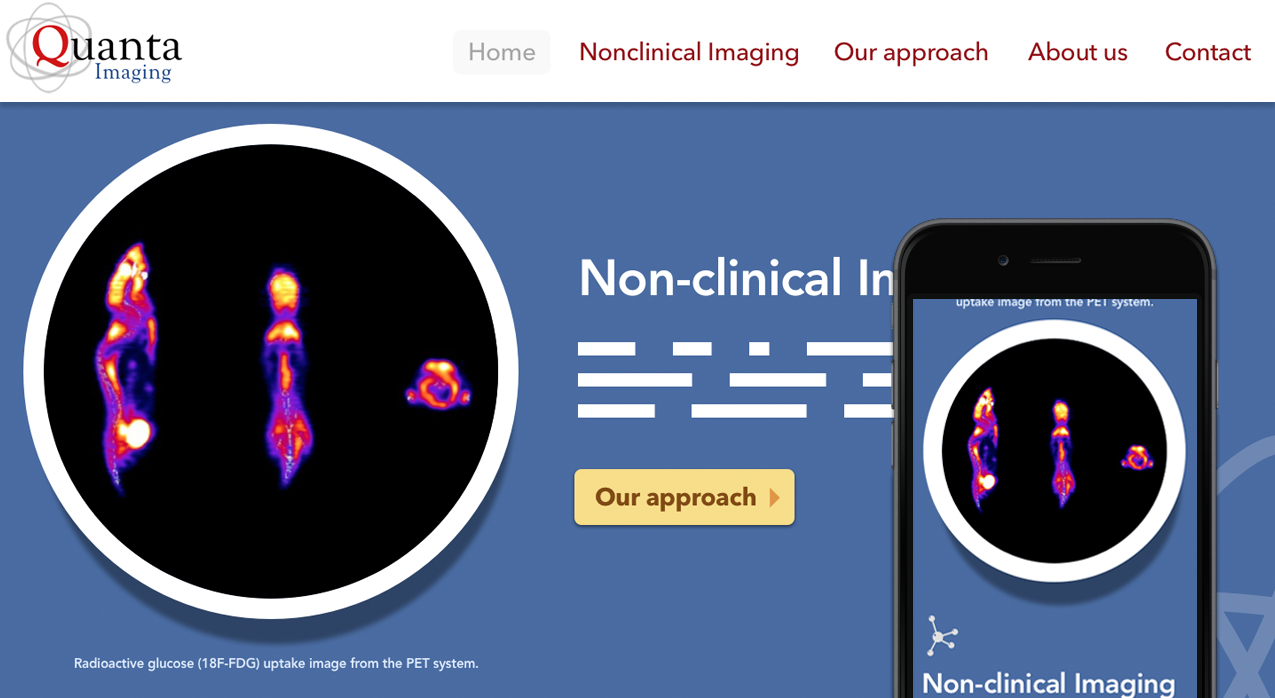 Quanta
Imaging
Home
Nonclinical Imaging
Our approach
About us
Contact
Non-clinical
Our approach
Radioactive glucose (18F-FDG) uptake image from the PET system.
uptake image from the PET system.
Non-clinical Imaging